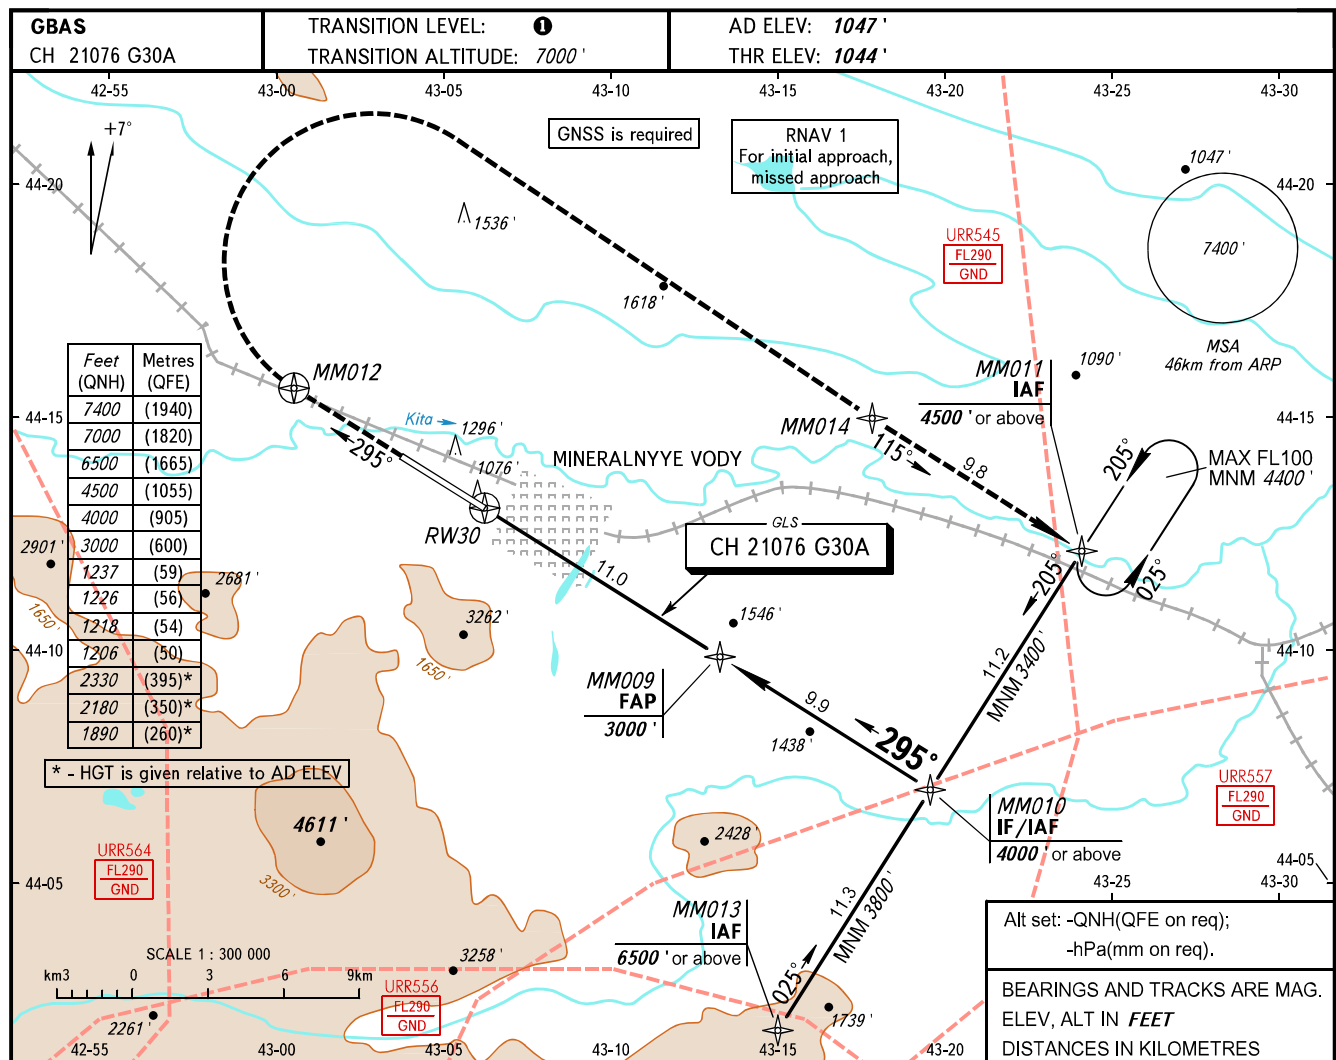 GBAS
CH 21076 G30A
TRANSITION LEVEL: ❶
TRANSITION ALTITUDE: 7000 '
AD ELEV: 1047 '
THR ELEV: 1044 '
42-55
43-00
43-05
43-10
43-15
43-20
43-25
43-30
+7°
GNSS is required
RNAV 1
For initial approach,
missed approach
1047 '
44-20
44-20
1536 '
URR545
FL290
GND
7400 '
1618 '
MSA
46km from ARP
Feet
(QNH)
Metres
(QFE)
7400 (1940)
7000 (1820)
6500 (1665)
4500 (1055)
4000 (905)
3000 (600)
1237 (59)
1226 (56)
1218 (54)
1206 (50)
2330 (395)*
2180 (350)*
1890 (260)*
* - HGT is given relative to AD ELEV
MM012
MM011
IAF
4500 ' or above
1090 '
44-15
44-15
Kita
1296 '
MM014
115°
9.8
295°
1076 '
MINERALNYYE VODY
205°
MAX FL100
MNM 4400 '
RW30
GLS
CH 21076 G30A
2901 '
2681 '
1650 '
11.0
205°
025°
3262 '
1546 '
1650 '
44-10
44-10
11.2
MNM 3400'
MM009
FAP
3000 '
9.9
1438 '
295°
URR557
FL290
GND
MM010
IF/IAF
4000 ' or above
4611 '
2428 '
URR564
FL290
GND
3300'
44-05
44-05
43-25
43-30
11.3
MNM 3800'
MM013
IAF
6500 ' or above
025°
Alt set: -QNH(QFE on req);
-hPa(mm on req).
SCALE 1 : 300 000
km3 0 3 6 9km
3258 '
URR556
FL290
GND
2261 '
1739 '
BEARINGS AND TRACKS ARE MAG.
ELEV, ALT IN FEET
DISTANCES IN KILOMETRES
42-55
43-00
43-05
43-10
43-15
43-20